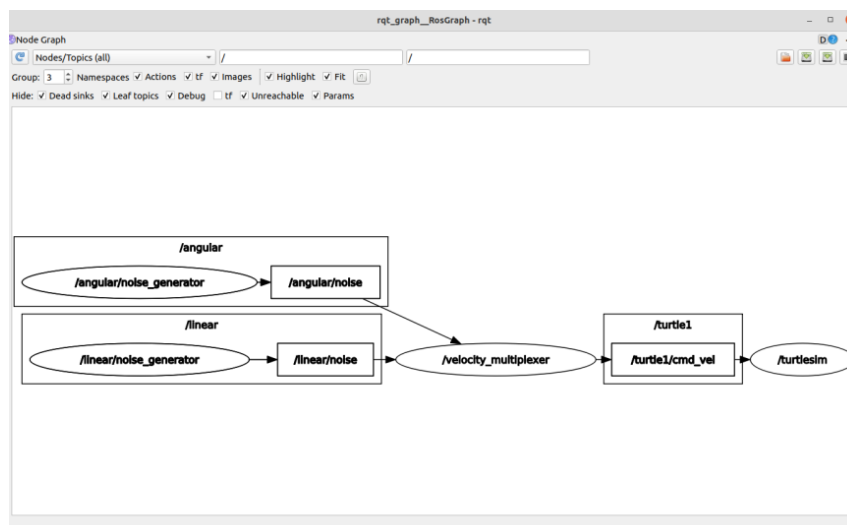 rqt_graph__RosGraph - rqt
Node Graph
D
Nodes/Topics (all) / /
Group: 3 Namespaces Actions tf Images Highlight Fit
Hide: Dead sinks Leaf topics Debug tf Unreachable Params
/angular
/angular/noise_generator /angular/noise
/linear /turtle1
/linear/noise_generator /linear/noise /velocity_multiplexer /turtle1/cmd_vel /turtlesim